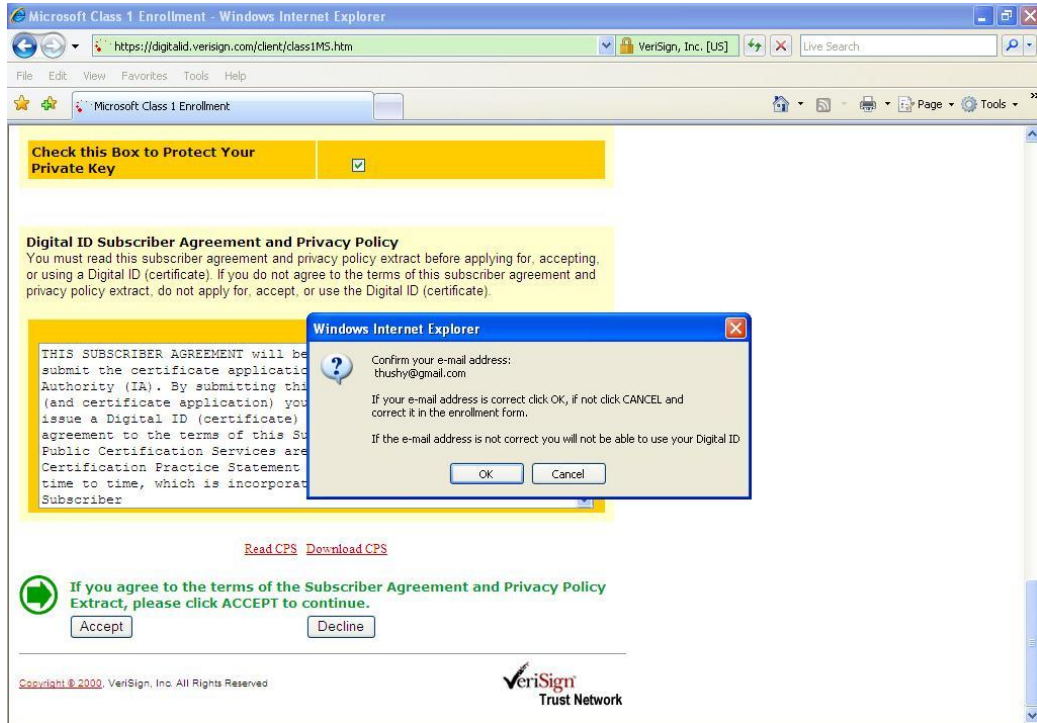 Microsoft Class 1 Enrollment - Windows Internet Explorer
https://digitalid.verisign.com/client/class1MS.htm
VeriSign, Inc. [US]
Live Search
File Edit View Favorites Tools Help
Microsoft Class 1 Enrollment
Page
Tools
Check this Box to Protect Your
Private Key
Digital ID Subscriber Agreement and Privacy Policy
You must read this subscriber agreement and privacy policy extract before applying for, accepting,
or using a Digital ID (certificate). If you do not agree to the terms of this subscriber agreement and
privacy policy extract, do not apply for, accept, or use the Digital ID (certificate).
THIS SUBSCRIBER AGREEMENT will be
submit the certificate applicatio
Authority (IA). By submitting thi
(and certificate application) you
issue a Digital ID (certificate)
agreement to the terms of this Su
Public Certification Services are
Certification Practice Statement
time to time, which is incorporat
Subscriber
Windows Internet Explorer
Confirm your e-mail address:
thushy@gmail.com
If your e-mail address is correct click OK, if not click CANCEL and
correct it in the enrollment form.
If the e-mail address is not correct you will not be able to use your Digital ID
OK Cancel
Read CPS Download CPS
If you agree to the terms of the Subscriber Agreement and Privacy Policy
Extract, please click ACCEPT to continue.
Accept Decline
Copyright © 2000, VeriSign, Inc. All Rights Reserved
VeriSign
Trust Network